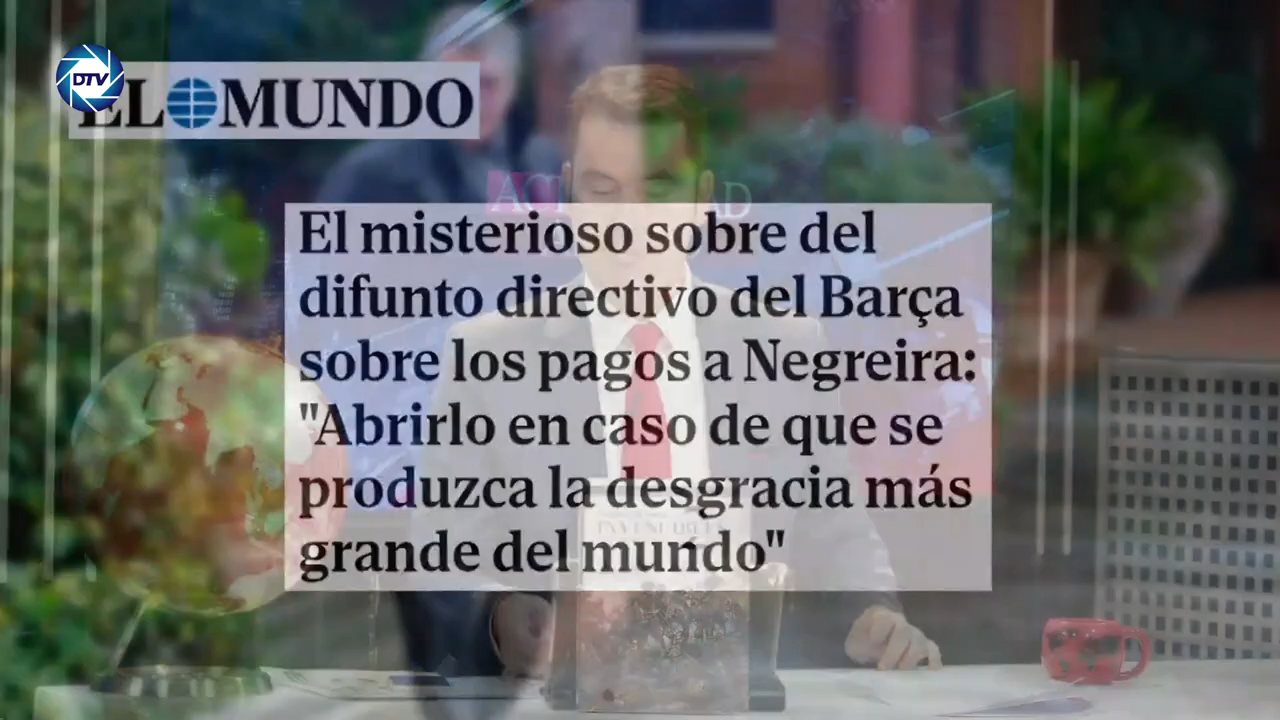 DTV
EL MUNDO
El misterioso sobre del
difunto directivo del Barça
sobre los pagos a Negreira:
"Abrirlo en caso de que se
produzca la desgracia más
grande del mundo"